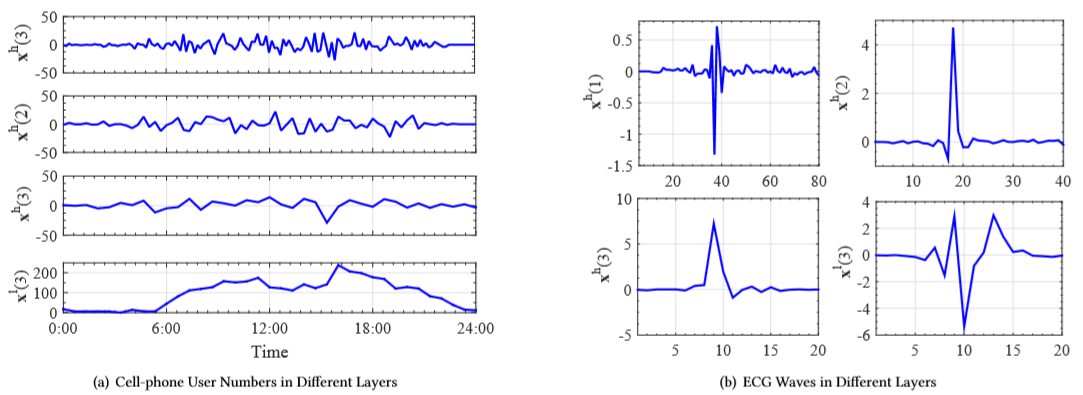 50
0
-50
x^h(3)
50
0
-50
x^h(2)
50
0
-50
x^h(3)
200
100
0
x^l(3)
0:00 6:00 12:00 18:00 24:00
Time
(a) Cell-phone User Numbers in Different Layers
0.5
0
-0.5
-1
-1.5
x^h(1)
20 40 60 80
4
2
0
x^h(2)
10 20 30 40
10
5
0
-5
x^h(3)
5 10 15 20
4
2
0
-2
-4
-6
x^l(3)
5 10 15 20
(b) ECG Waves in Different Layers